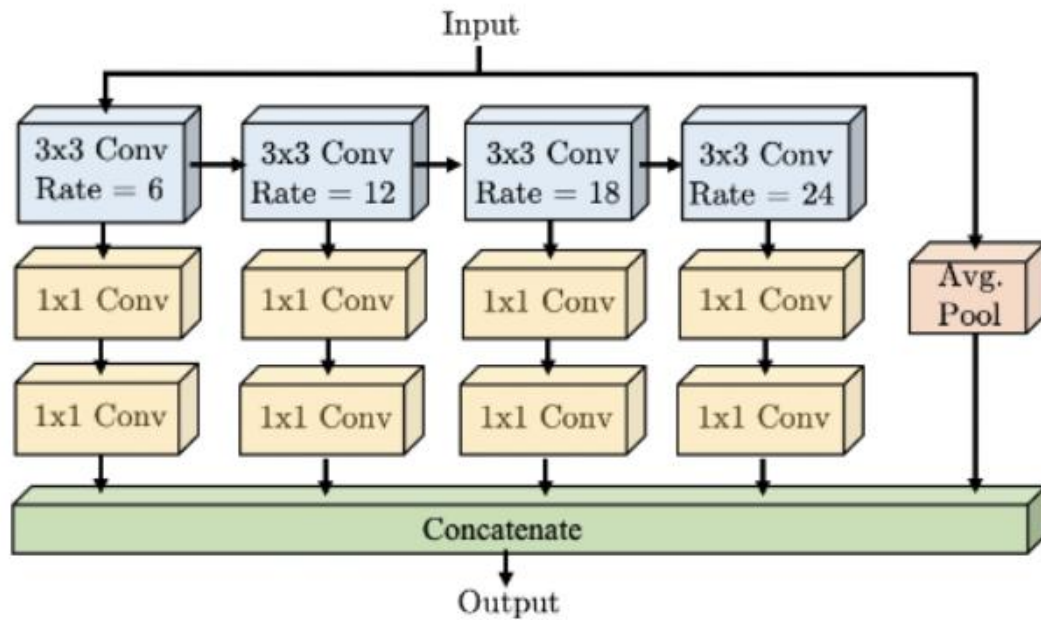 Input
3x3 Conv
Rate = 6
3x3 Conv
Rate = 12
3x3 Conv
Rate = 18
3x3 Conv
Rate = 24
1x1 Conv
1x1 Conv
1x1 Conv
1x1 Conv
Avg.
Pool
1x1 Conv
1x1 Conv
1x1 Conv
1x1 Conv
Concatenate
Output